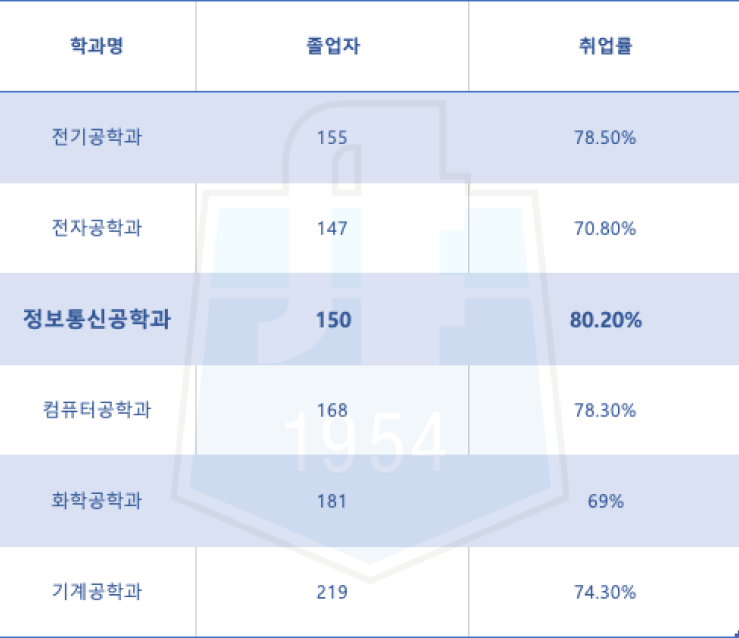 학과명 졸업자 취업률
전기공학과 155 78.50%
전자공학과 147 70.80%
정보통신공학과 150 80.20%
컴퓨터공학과 168 78.30%
1954
화학공학과 181 69%
기계공학과 219 74.30%